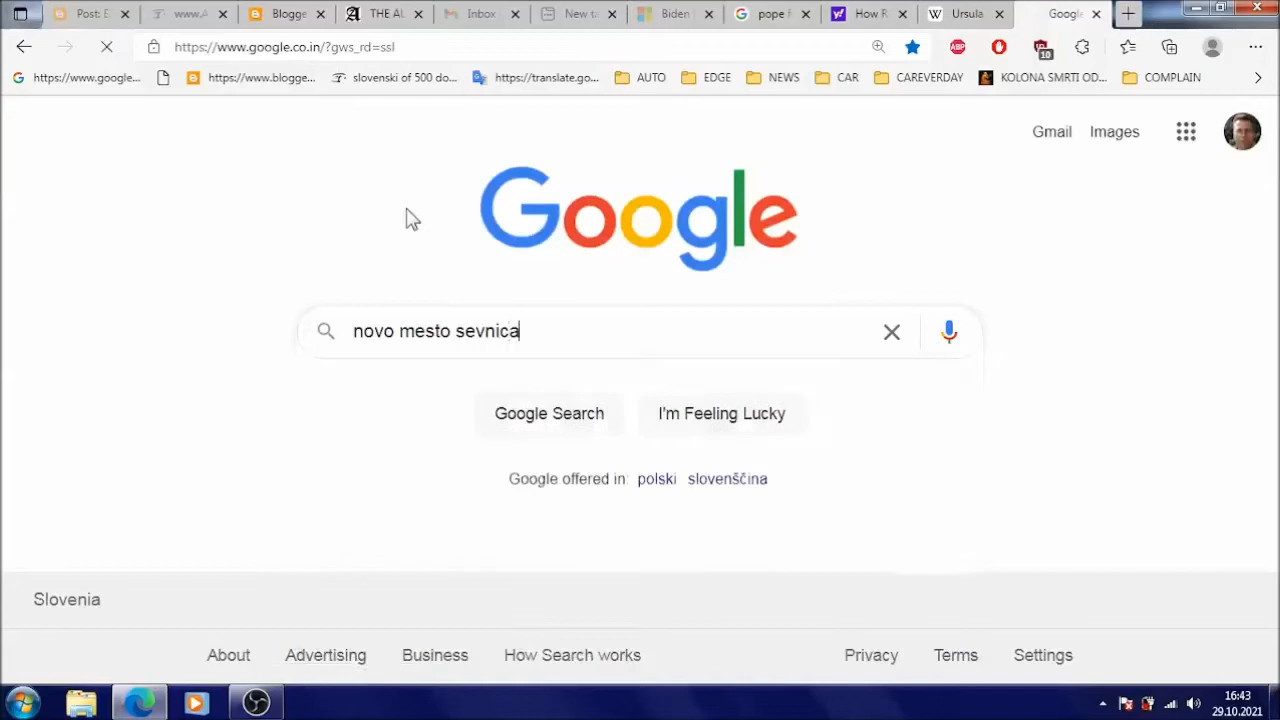 Post: E
www.A
Blogge
THE AU
Inbox
New ta
Biden
pope f
How R
Ursula
Google
https://www.google.co.in/?gws_rd=ssl
ABP
10
https://www.google...
https://www.blogge...
slovenski of 500 do...
https://translate.go...
AUTO
EDGE
NEWS
CAR
CAREVERDAY
KOLONA SMRTI OD...
COMPLAIN
Gmail
Images
Google
novo mesto sevnica
Google Search
I'm Feeling Lucky
Google offered in: polski slovenščina
Slovenia
About
Advertising
Business
How Search works
Privacy
Terms
Settings
16:43
29.10.2021